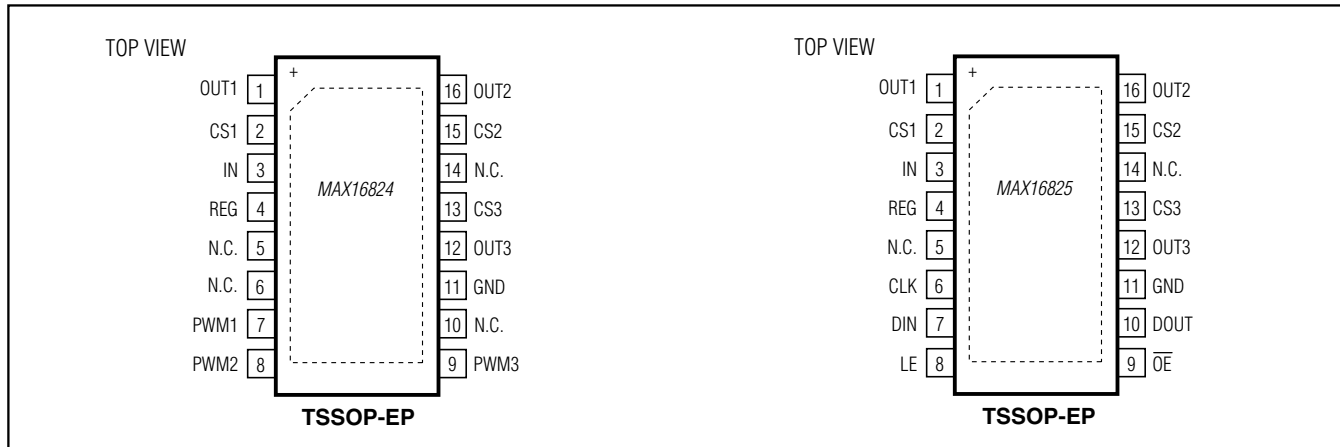 TOP VIEW
+
OUT1 1 16 OUT2
CS1 2 15 CS2
IN 3 14 N.C.
MAX16824
REG 4 13 CS3
N.C. 5 12 OUT3
N.C. 6 11 GND
PWM1 7 10 N.C.
PWM2 8 9 PWM3
TSSOP-EP
TOP VIEW
+
OUT1 1 16 OUT2
CS1 2 15 CS2
IN 3 14 N.C.
MAX16825
REG 4 13 CS3
N.C. 5 12 OUT3
CLK 6 11 GND
DIN 7 10 DOUT
LE 8 9 O̅E̅
TSSOP-EP